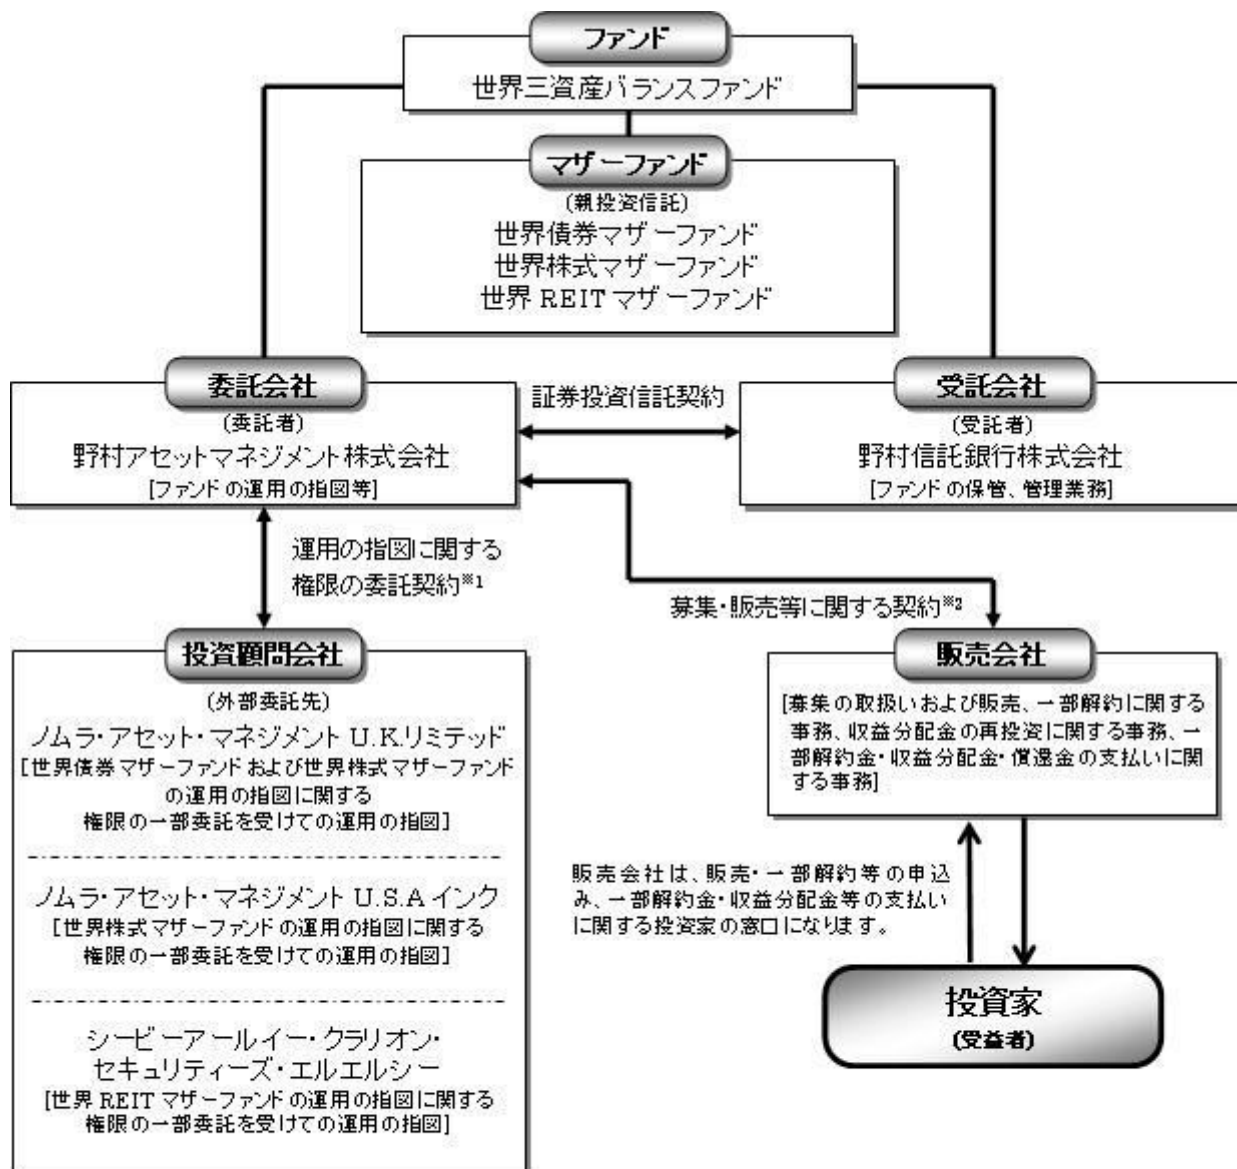 ファンド
世界三資産バランスファンド
マザーファンド
(親投資信託)
世界債券マザーファンド
世界株式マザーファンド
世界 REIT マザーファンド
委託会社
(委託者)
野村アセットマネジメント株式会社
[ファンドの運用の指図等]
証券投資信託契約
受託会社
(受託者)
野村信託銀行株式会社
[ファンドの保管、管理業務]
運用の指図に関する
権限の委託契約※1
募集・販売等に関する契約※2
投資顧問会社
(外部委託先)
ノムラ・アセット・マネジメント U.K.リミテッド
[世界債券マザーファンドおよび世界株式マザーファンド
の運用の指図に関する
権限の一部委託を受けての運用の指図]
ノムラ・アセット・マネジメント U.S.A インク
[世界株式マザーファンドの運用の指図に関する
権限の一部委託を受けての運用の指図]
シービーアールイー・クラリオン・
セキュリティーズ・エルエルシー
[世界 REIT マザーファンドの運用の指図に関する
権限の一部委託を受けての運用の指図]
販売会社
[募集の取扱いおよび販売、一部解約に関する
事務、収益分配金の再投資に関する事務、一
部解約金・収益分配金・償還金の支払いに関
する事務]
販売会社は、販売・一部解約等の申込
み、一部解約金・収益分配金等の支払い
に関する投資家の窓口になります。
投資家
(受益者)